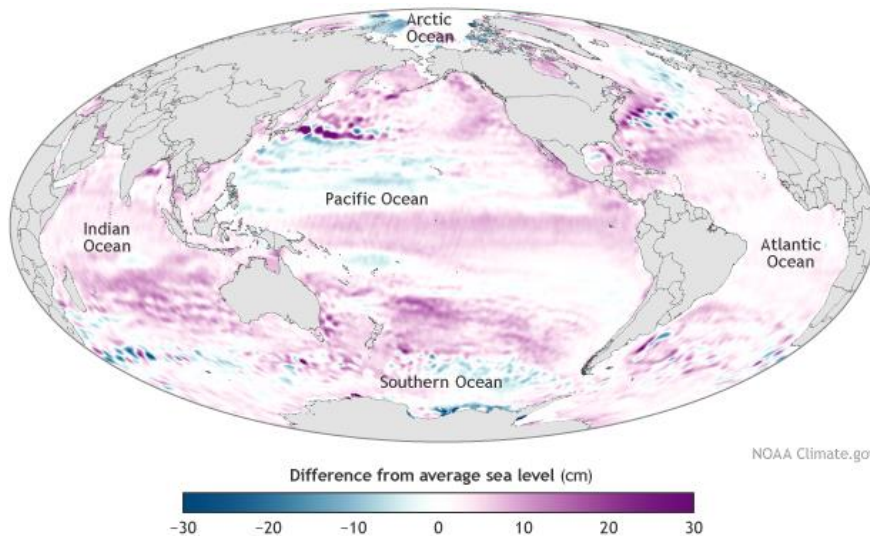 Arctic
Ocean
Pacific Ocean
Indian
Ocean
Atlantic
Ocean
Southern Ocean
NOAA Climate.gov
Difference from average sea level (cm)
−30 −20 −10 0 10 20 30